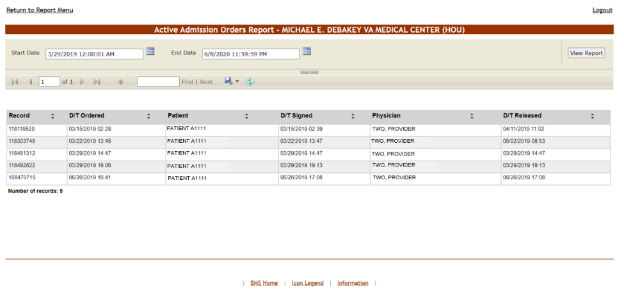 Return to Report Menu Logout
Active Admission Orders Report - MICHAEL E. DEBAKEY VA MEDICAL CENTER (HOU)
Start Date 3/29/2019 12:00:01 AM End Date 6/8/2020 11:59:59 PM View Report
1 of 1 Find | Next
Record D/T Ordered Patient D/T Signed Physician D/T Released
118119520 03/15/2019 02:28 PATIENT A1111 03/15/2019 02:39 TWO, PROVIDER 04/11/2019 11:02
118303748 03/22/2019 13:45 PATIENT A1111 03/22/2019 13:47 TWO, PROVIDER 05/02/2019 08:53
118481312 03/29/2019 14:47 PATIENT A1111 03/29/2019 14:47 TWO, PROVIDER 03/29/2019 14:47
118492822 03/29/2019 19:06 PATIENT A1111 03/29/2019 19:13 TWO, PROVIDER 03/29/2019 19:13
108473715 06/26/2019 16:41 PATIENT A1111 06/26/2019 17:08 TWO, PROVIDER 06/26/2019 17:08
Number of records: 5
| BMS Home | Icon Legend | Information |